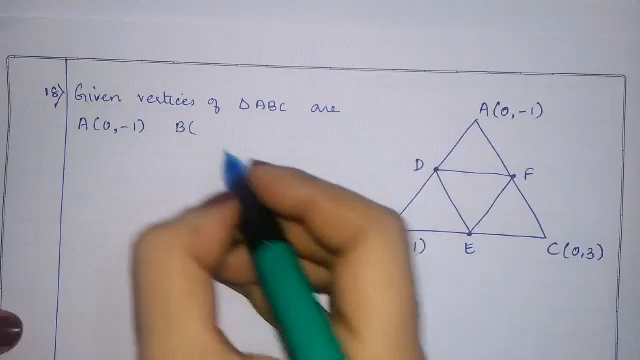 18) Given vertices of △ABC are
A(0,-1) B(
A(0,-1)
D
F
1)
E
C(0,3)